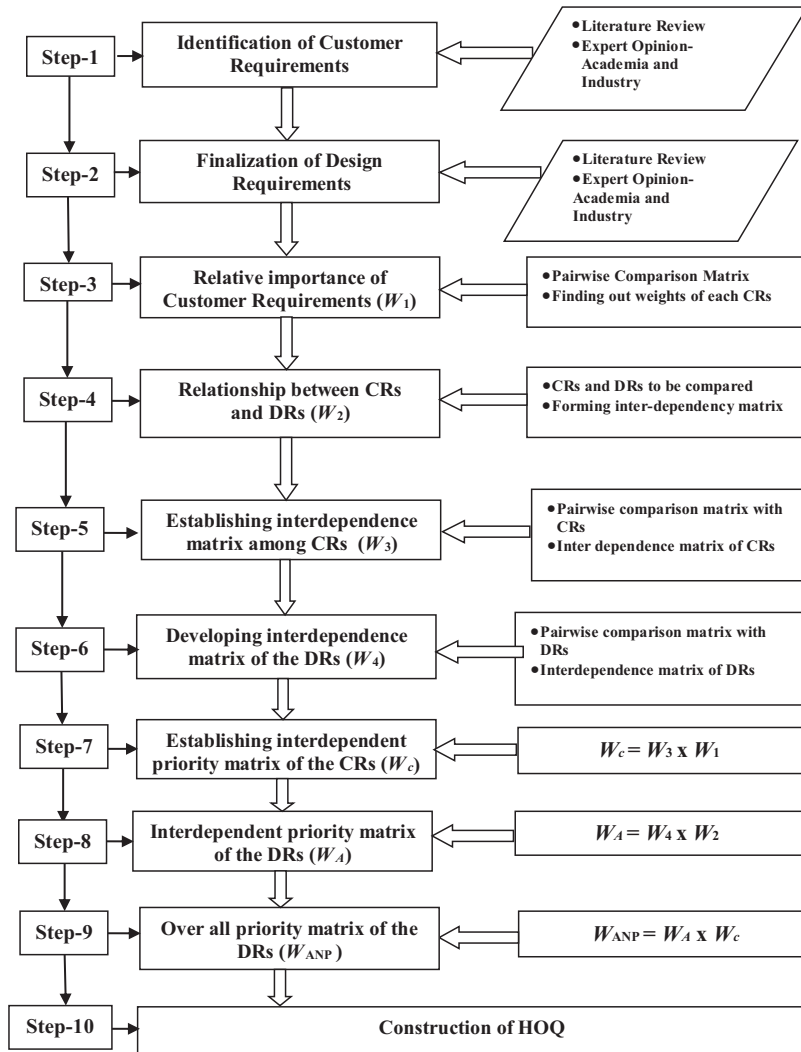 Step-1
Identification of Customer
Requirements
•Literature Review
•Expert Opinion-
Academia and
Industry
Step-2
Finalization of Design
Requirements
•Literature Review
•Expert Opinion-
Academia and
Industry
Step-3
Relative importance of
Customer Requirements (W1)
•Pairwise Comparison Matrix
•Finding out weights of each CRs
Step-4
Relationship between CRs
and DRs (W2)
•CRs and DRs to be compared
•Forming inter-dependency matrix
Step-5
Establishing interdependence
matrix among CRs (W3)
•Pairwise comparison matrix with
CRs
•Inter dependence matrix of CRs
Step-6
Developing interdependence
matrix of the DRs (W4)
•Pairwise comparison matrix with
DRs
•Interdependence matrix of DRs
Step-7
Establishing interdependent
priority matrix of the CRs (Wc)
Wc = W3 x W1
Step-8
Interdependent priority matrix
of the DRs (WA)
WA = W4 x W2
Step-9
Over all priority matrix of the
DRs (WANP )
WANP = WA x Wc
Step-10
Construction of HOQ